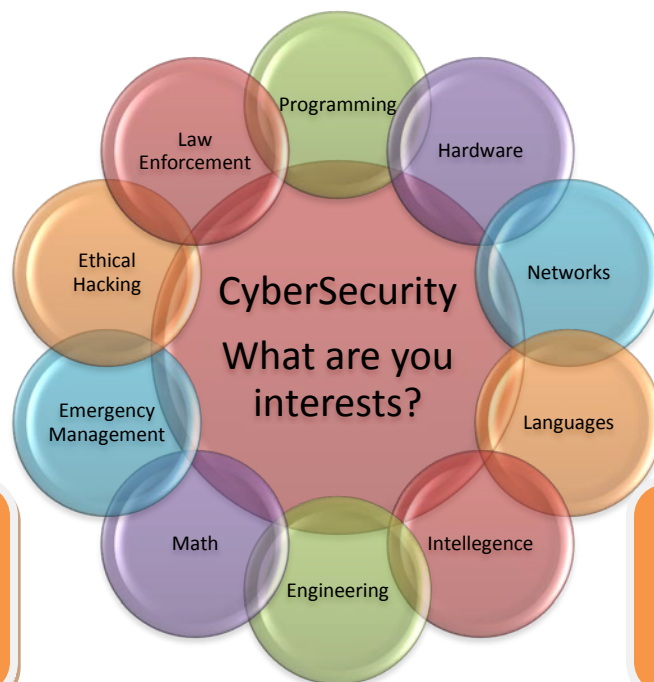 CyberSecurity
What are you
interests?
Programming
Hardware
Networks
Languages
Intellegence
Engineering
Math
Emergency
Management
Ethical
Hacking
Law
Enforcement